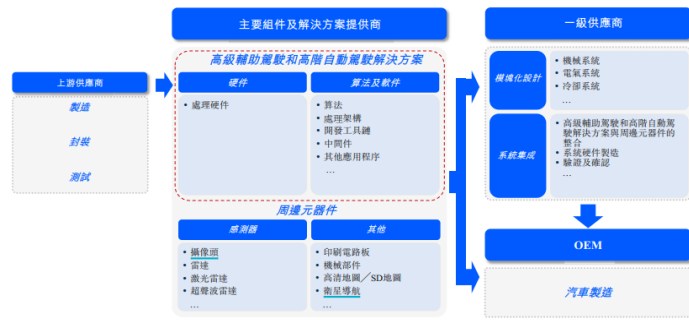 主要組件及解決方案提供商
一級供應商
高級輔助駕駛和高階自動駕駛解決方案
上游供應商
製造
封裝
測試
硬件
• 處理硬件
算法及軟件
• 算法
• 處理架構
• 開發工具鏈
• 中間件
• 其他應用程序
…
周邊元器件
感測器
• 攝像頭
• 雷達
• 激光雷達
• 超聲波雷達
…
其他
• 印刷電路板
• 機械部件
• 高清地圖／SD地圖
• 衛星導航
…
模塊化設計
• 機械系統
• 電氣系統
• 冷卻系統
…
系統集成
• 高級輔助駕駛和高階自動駕
駛解決方案與周邊元器件的
整合
• 系統硬件製造
• 驗證及確認
…
OEM
汽車製造